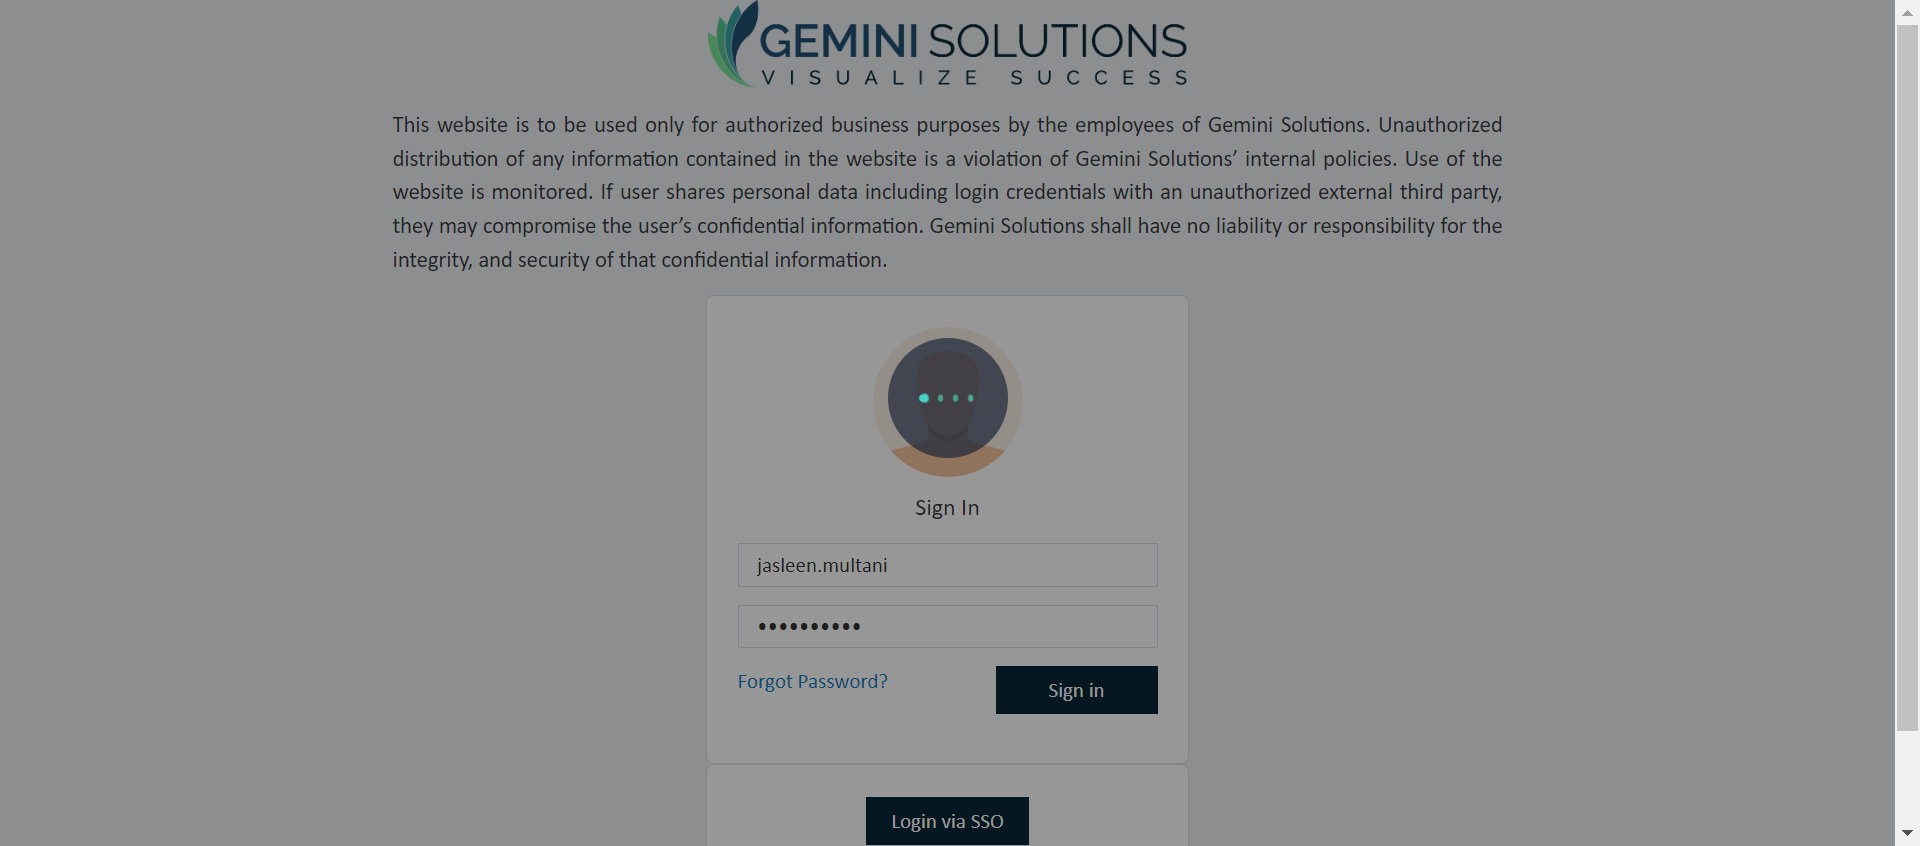 GEMINI SOLUTIONS
VISUALIZE SUCCESS
This website is to be used only for authorized business purposes by the employees of Gemini Solutions. Unauthorized
distribution of any information contained in the website is a violation of Gemini Solutions’ internal policies. Use of the
website is monitored. If user shares personal data including login credentials with an unauthorized external third party,
they may compromise the user’s confidential information. Gemini Solutions shall have no liability or responsibility for the
integrity, and security of that confidential information.
Sign In
jasleen.multani
••••••••••
Forgot Password?
Sign in
Login via SSO